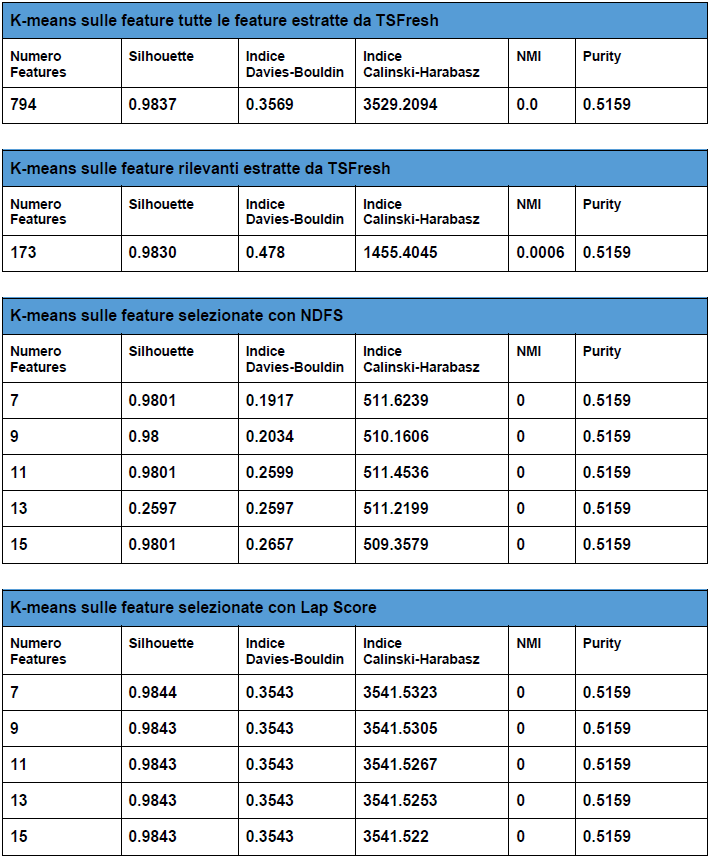 K-means sulle feature tutte le feature estratte da TSFresh
Numero Features Silhouette Indice Davies-Bouldin Indice Calinski-Harabasz NMI Purity
794 0.9837 0.3569 3529.2094 0.0 0.5159
K-means sulle feature rilevanti estratte da TSFresh
Numero Features Silhouette Indice Davies-Bouldin Indice Calinski-Harabasz NMI Purity
173 0.9830 0.478 1455.4045 0.0006 0.5159
K-means sulle feature selezionate con NDFS
Numero Features Silhouette Indice Davies-Bouldin Indice Calinski-Harabasz NMI Purity
7 0.9801 0.1917 511.6239 0 0.5159
9 0.98 0.2034 510.1606 0 0.5159
11 0.9801 0.2599 511.4536 0 0.5159
13 0.2597 0.2597 511.2199 0 0.5159
15 0.9801 0.2657 509.3579 0 0.5159
K-means sulle feature selezionate con Lap Score
Numero Features Silhouette Indice Davies-Bouldin Indice Calinski-Harabasz NMI Purity
7 0.9844 0.3543 3541.5323 0 0.5159
9 0.9843 0.3543 3541.5305 0 0.5159
11 0.9843 0.3543 3541.5267 0 0.5159
13 0.9843 0.3543 3541.5253 0 0.5159
15 0.9843 0.3543 3541.522 0 0.5159